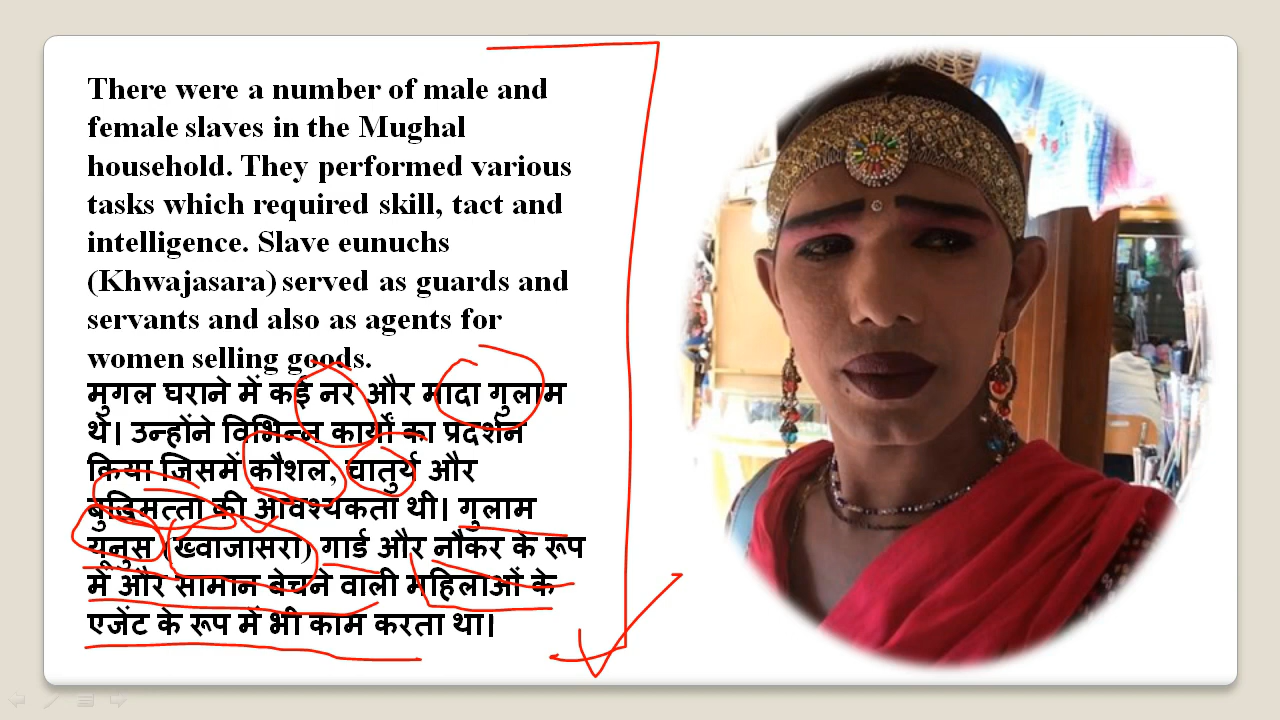 There were a number of male and
female slaves in the Mughal
household. They performed various
tasks which required skill, tact and
intelligence. Slave eunuchs
(Khwajasara) served as guards and
servants and also as agents for
women selling goods.
मुगल घराने में कई नर और मादा गुलाम
थे। उन्होंने विभिन्न कार्यों का प्रदर्शन
किया जिसमें कौशल, चातुर्य और
बुद्धिमत्ता की आवश्यकता थी। गुलाम
यूनुस (ख्वाजासरा) गार्ड और नौकर के रूप
में और सामान बेचने वाली महिलाओं के
एजेंट के रूप में भी काम करता था।